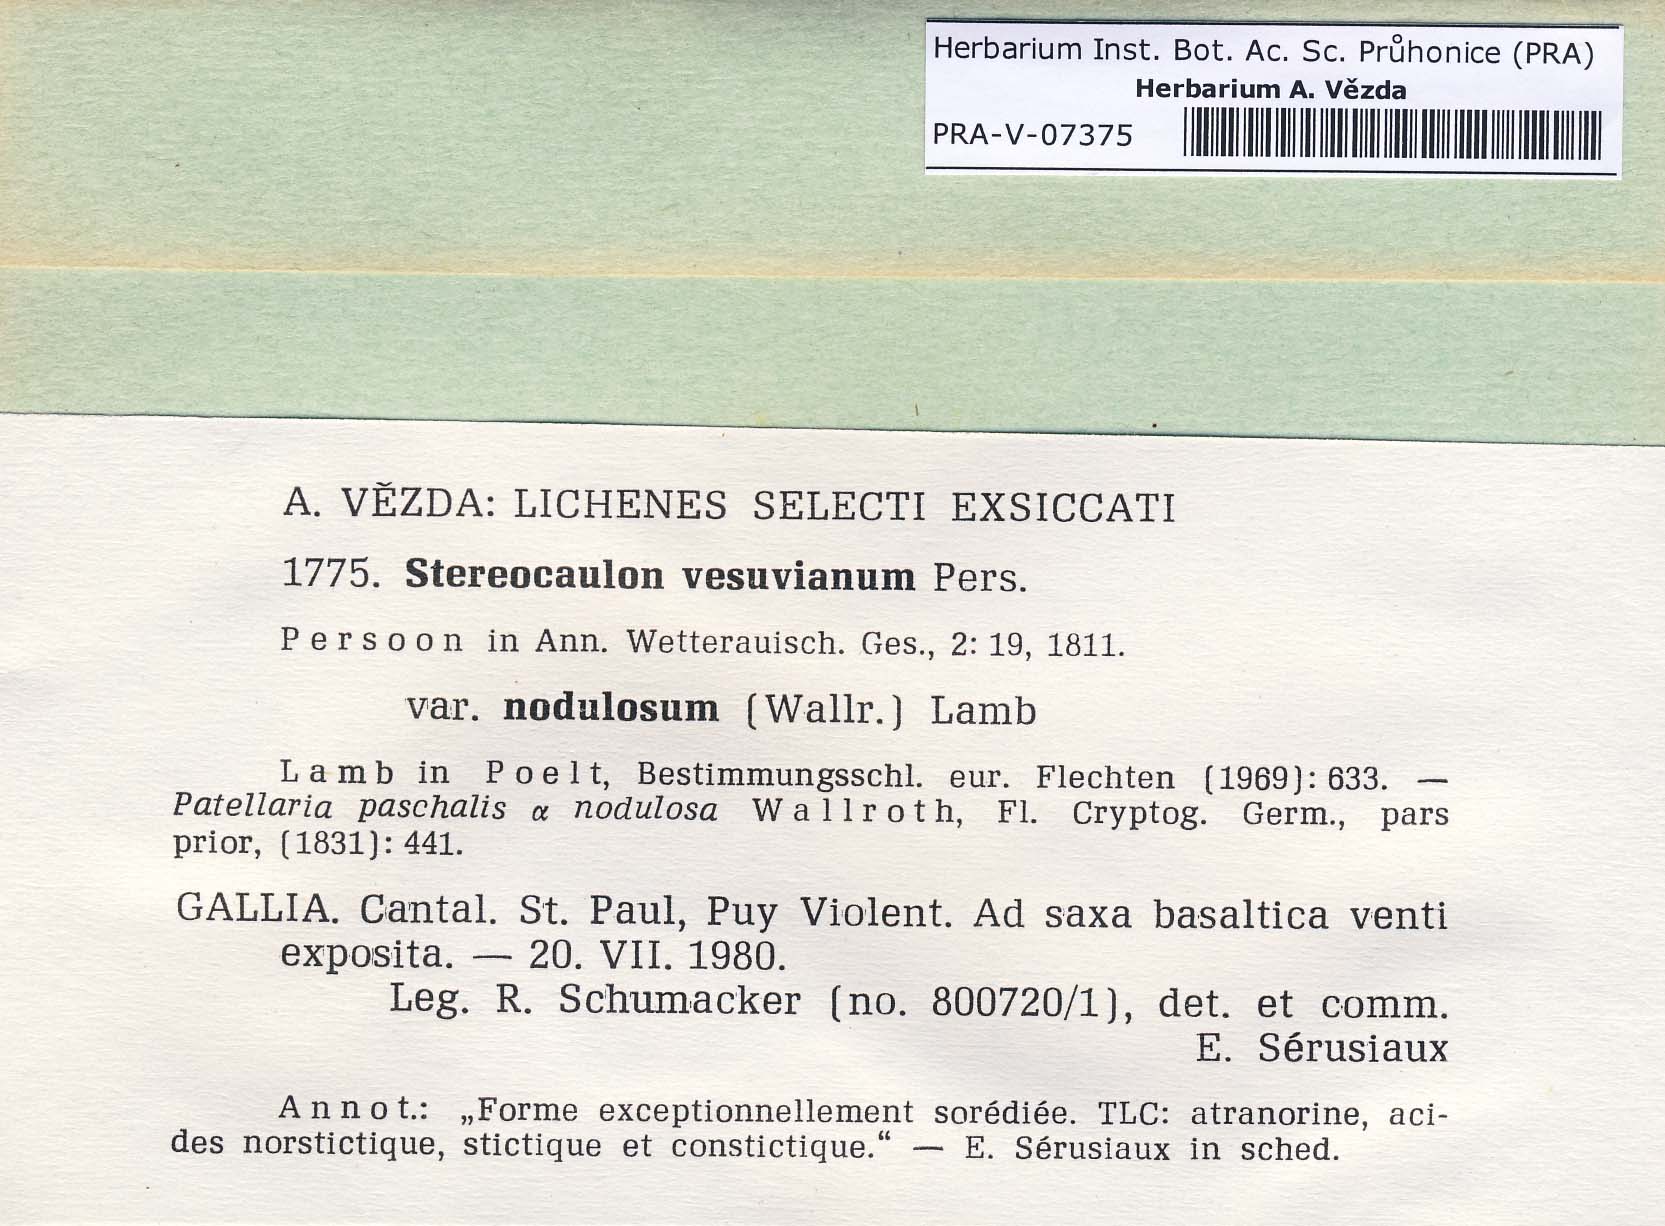 Herbarium Inst. Bot. Ac. Sc. Průhonice (PRA)
Herbarium A. Vězda
PRA-V-07375
A. VĚZDA: LICHENES SELECTI EXSICCATI
1775. Stereocaulon vesuvianum Pers.
Persoon in Ann. Wetterauisch. Ges., 2: 19, 1811.
var. nodulosum (Wallr.) Lamb
Lamb in Poelt, Bestimmungsschl. eur. Flechten (1969): 633. —
Patellaria paschalis α nodulosa Wallroth, Fl. Cryptog. Germ., pars
prior, (1831): 441.
GALLIA. Cantal. St. Paul, Puy Violent. Ad saxa basaltica venti
exposita. — 20. VII. 1980.
Leg. R. Schumacker (no. 800720/1), det. et comm.
E. Sérusiaux
Annot.: „Forme exceptionnellement sorédiée. TLC: atranorine, aci-
des norstictique, stictique et constictique.“ — E. Sérusiaux in sched.